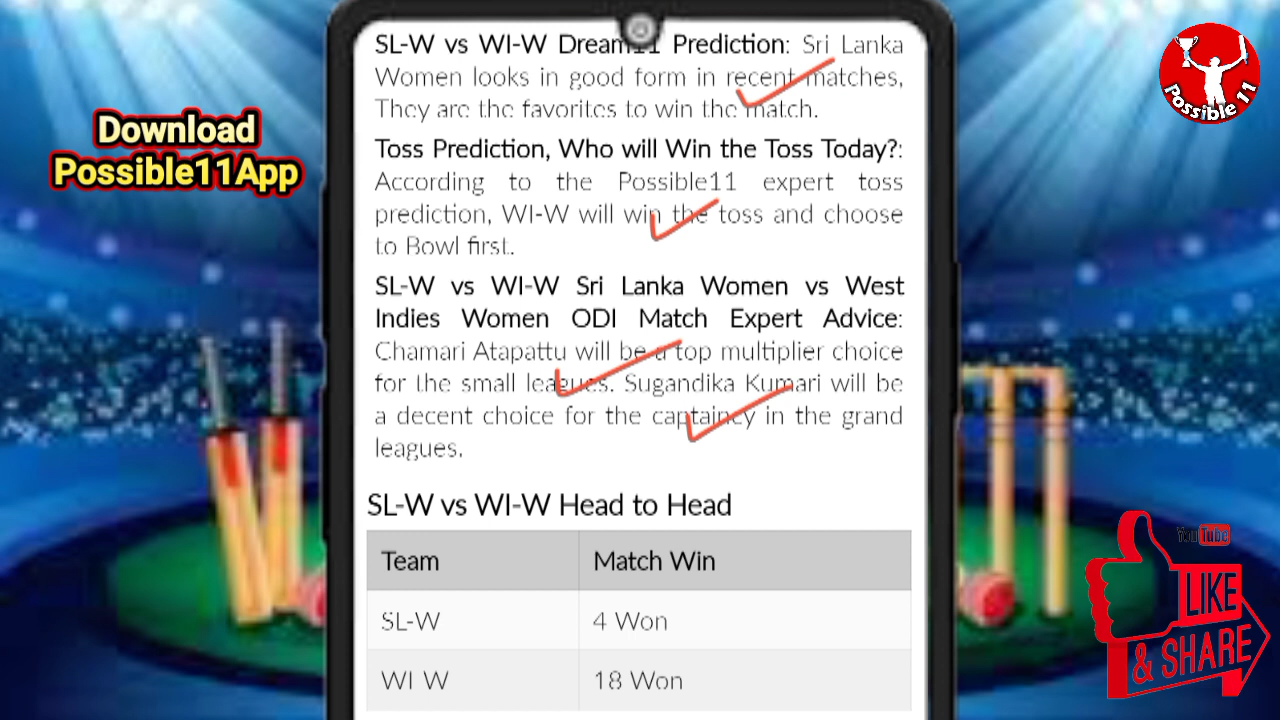 SL-W vs WI-W Dream11 Prediction: Sri Lanka
Women looks in good form in recent matches,
They are the favorites to win the match.
Toss Prediction, Who will Win the Toss Today?:
According to the Possible11 expert toss
prediction, WI-W will win the toss and choose
to Bowl first.
SL-W vs WI-W Sri Lanka Women vs West
Indies Women ODI Match Expert Advice:
Chamari Atapattu will be a top multiplier choice
for the small leagues. Sugandika Kumari will be
a decent choice for the captaincy in the grand
leagues.
SL-W vs WI-W Head to Head
Team Match Win
SL-W 4 Won
WI W 18 Won
Download
Possible11App
Possible 11
YouTube
LIKE
& SHARE